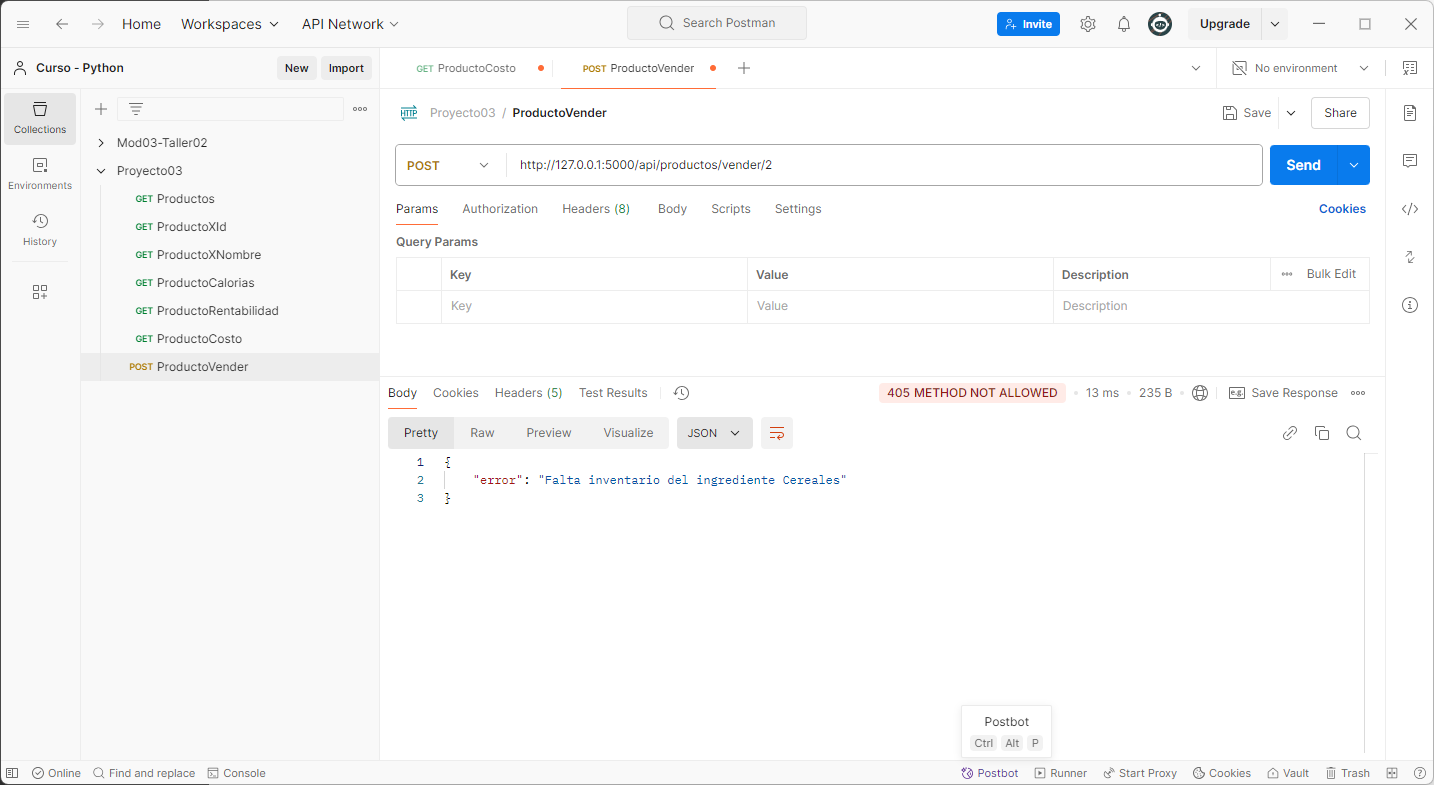 Home Workspaces API Network Search Postman Invite Upgrade
Curso - Python New Import GET ProductoCosto POST ProductoVender No environment
Collections
Environments
History
Mod03-Taller02
Proyecto03
GET Productos
GET ProductoXId
GET ProductoXNombre
GET ProductoCalorias
GET ProductoRentabilidad
GET ProductoCosto
POST ProductoVender
HTTP Proyecto03 / ProductoVender Save Share
POST http://127.0.0.1:5000/api/productos/vender/2 Send
Params Authorization Headers (8) Body Scripts Settings Cookies
Query Params
Key Value Description Bulk Edit
Key Value Description
Body Cookies Headers (5) Test Results 405 METHOD NOT ALLOWED 13 ms 235 B e.g. Save Response
Pretty Raw Preview Visualize JSON
1 {
2 "error": "Falta inventario del ingrediente Cereales"
3 }
Postbot
Ctrl Alt P
Online Find and replace Console Postbot Runner Start Proxy Cookies Vault Trash